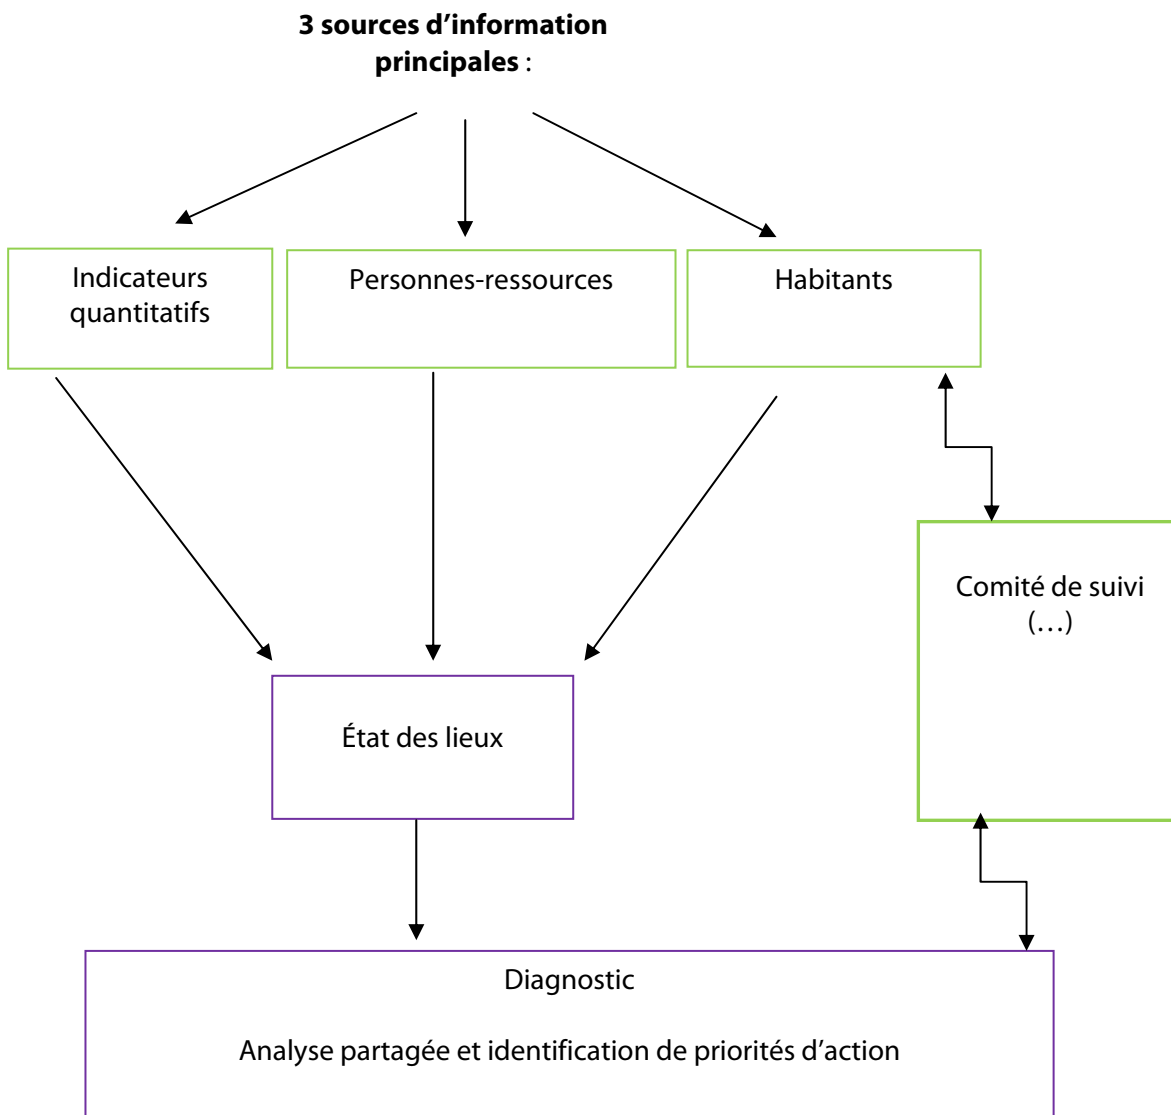 3 sources d’information
principales :
Indicateurs
quantitatifs
Personnes-ressources
Habitants
Comité de suivi
(…)
État des lieux
Diagnostic
Analyse partagée et identification de priorités d’action